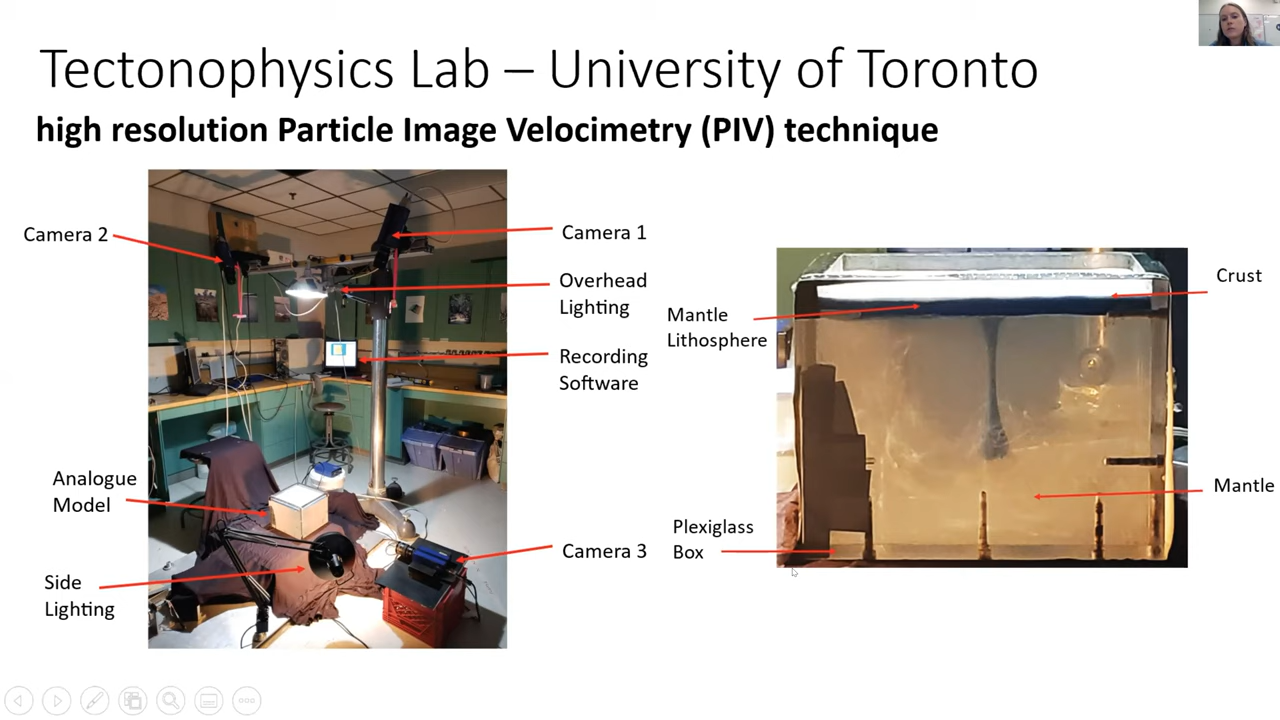 Tectonophysics Lab – University of Toronto
high resolution Particle Image Velocimetry (PIV) technique
Camera 2
Camera 1
Overhead
Lighting
Recording
Software
Analogue
Model
Camera 3
Side
Lighting
Crust
Mantle
Lithosphere
Mantle
Plexiglass
Box